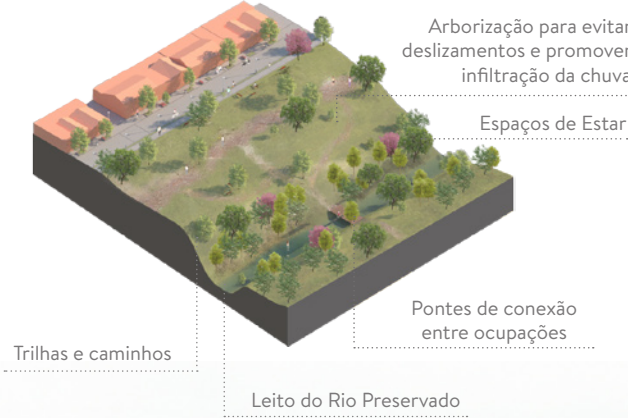 Arborização para evitar
deslizamentos e promover
infiltração da chuva
Espaços de Estar
Pontes de conexão
entre ocupações
Trilhas e caminhos
Leito do Rio Preservado